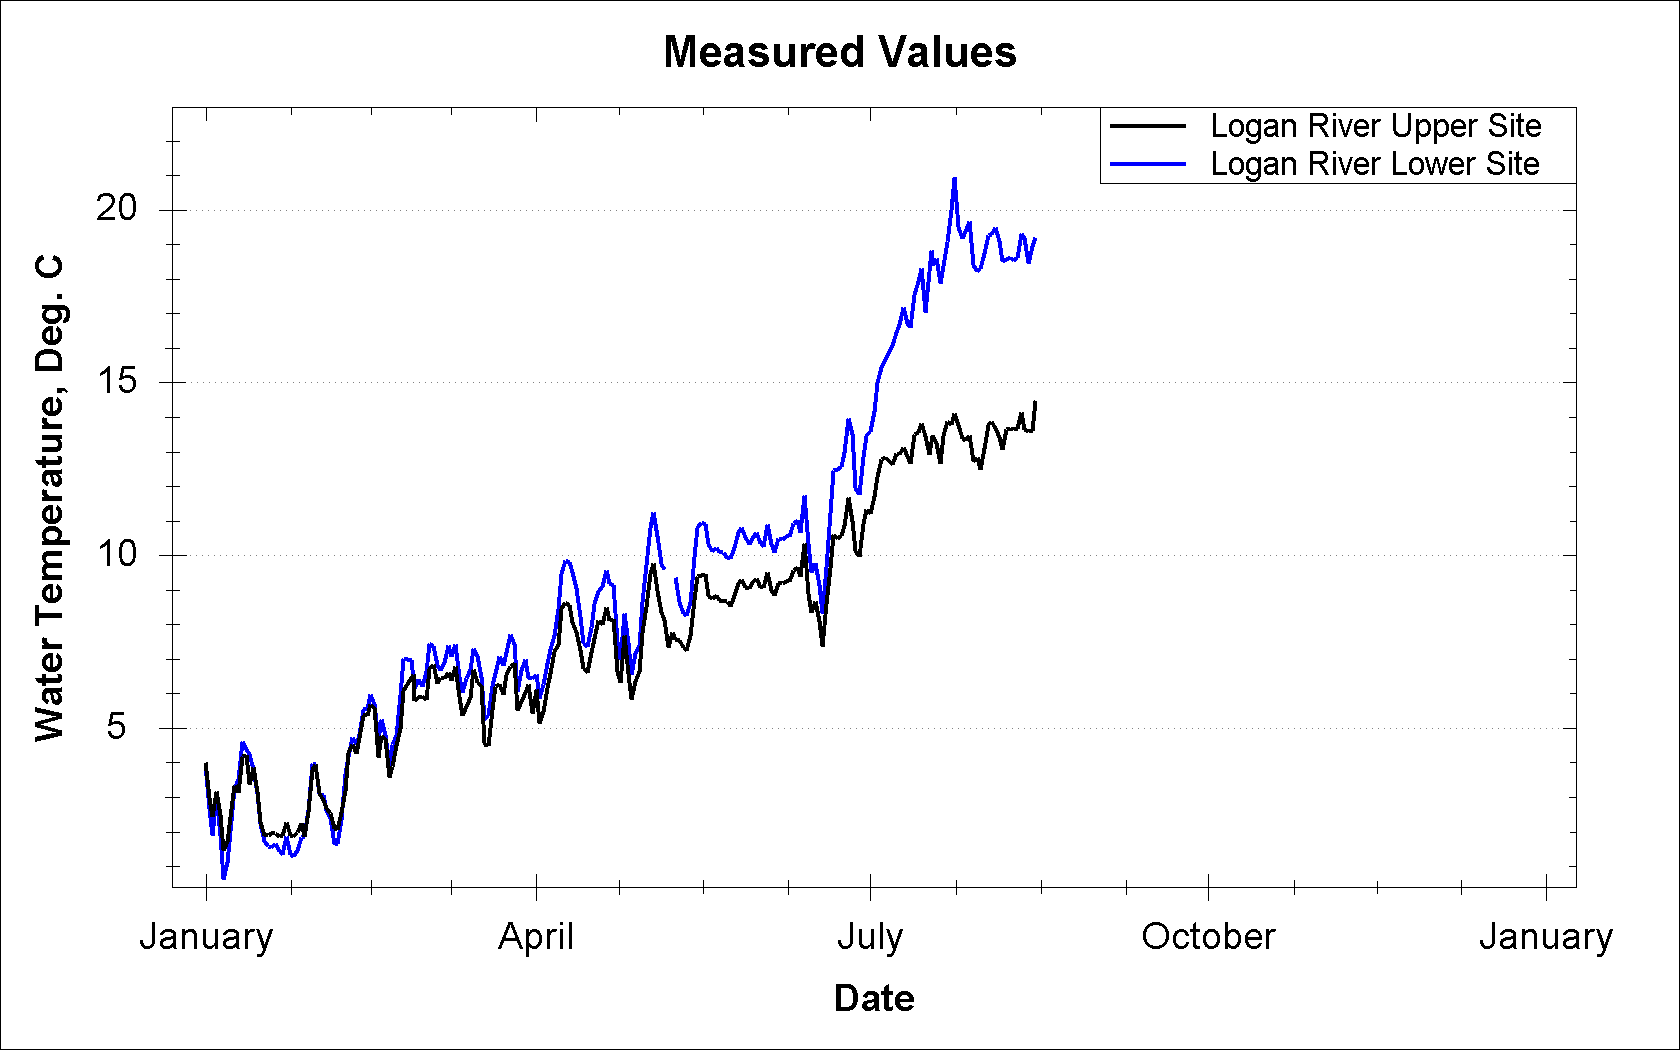 Measured Values
Logan River Upper Site
Logan River Lower Site
20
15
10
5
Water Temperature, Deg. C
January April July October January
Date